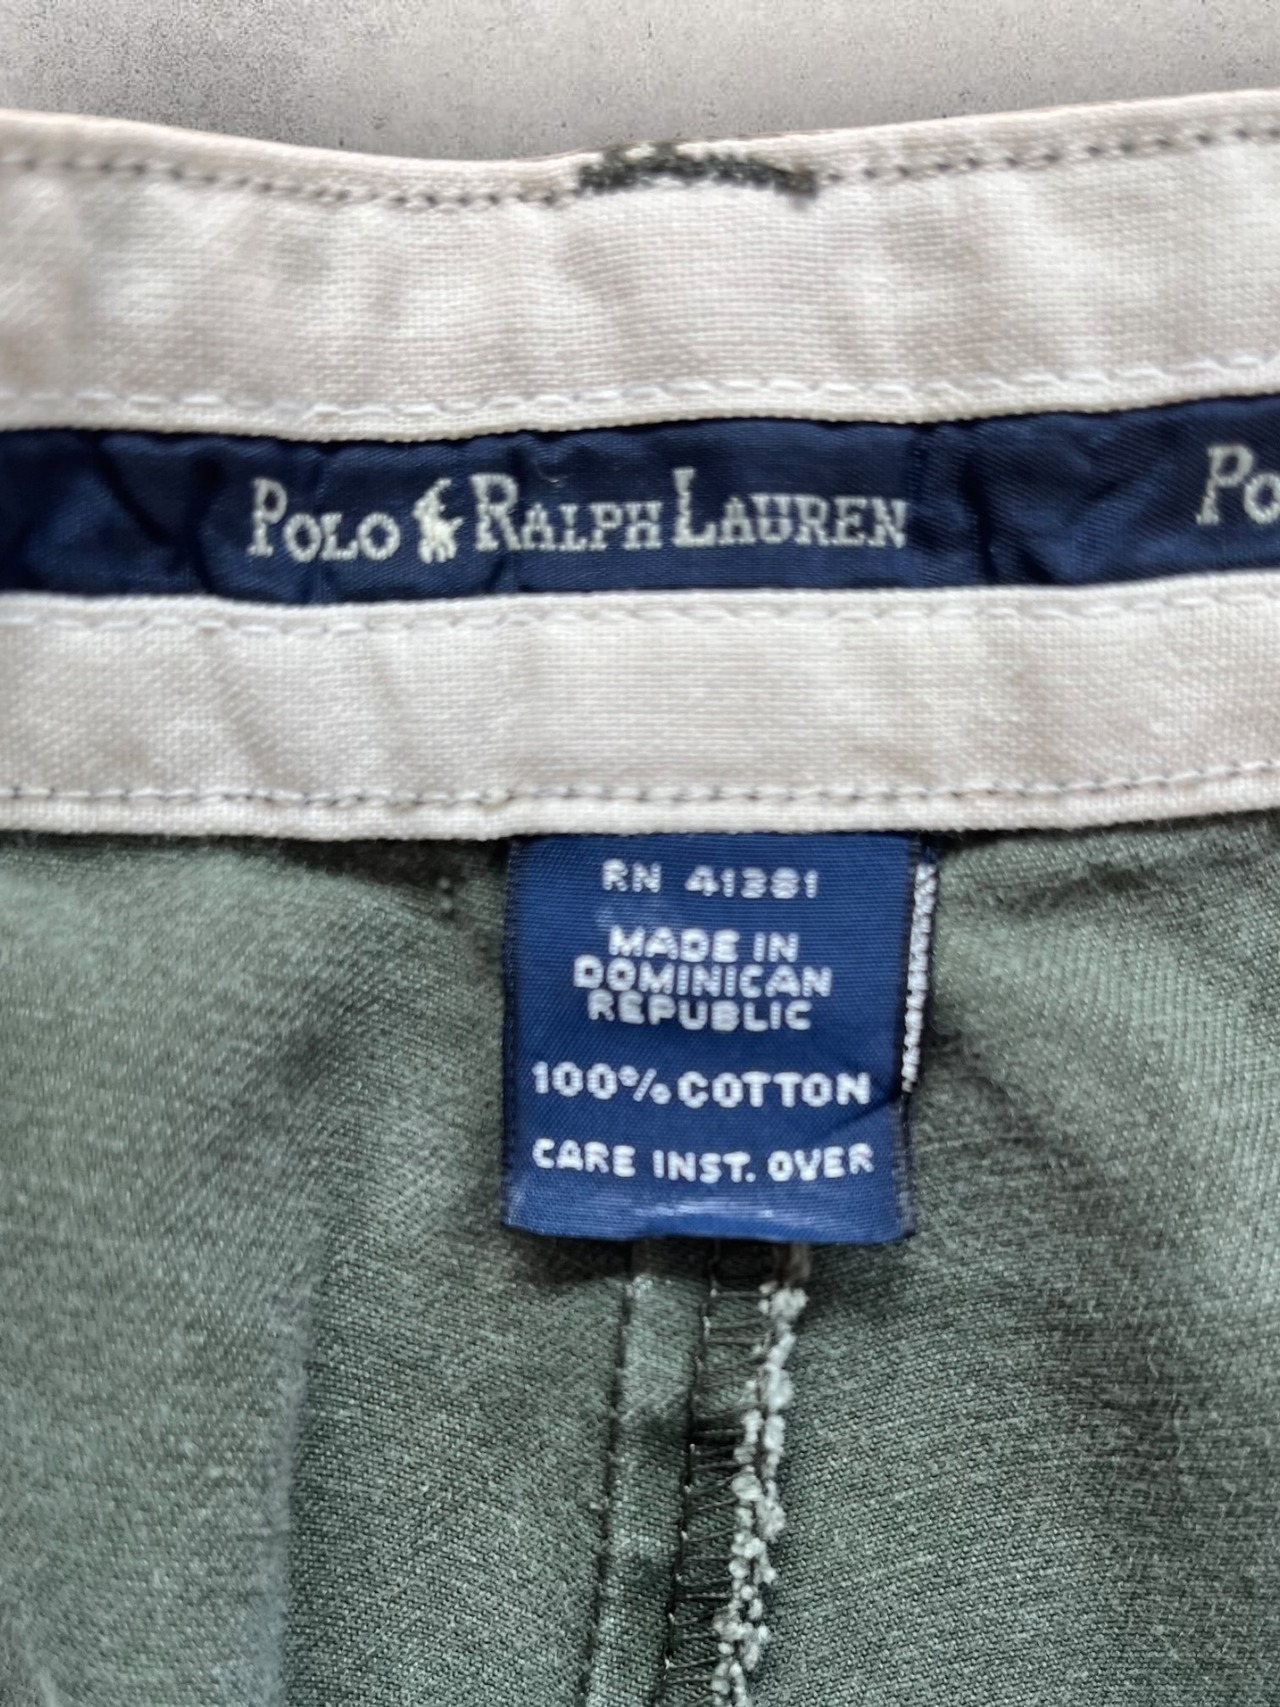 POLO RALPH LAUREN PO
RN 41381
MADE IN
DOMINICAN
REPUBLIC
100% COTTON
CARE INST. OVER